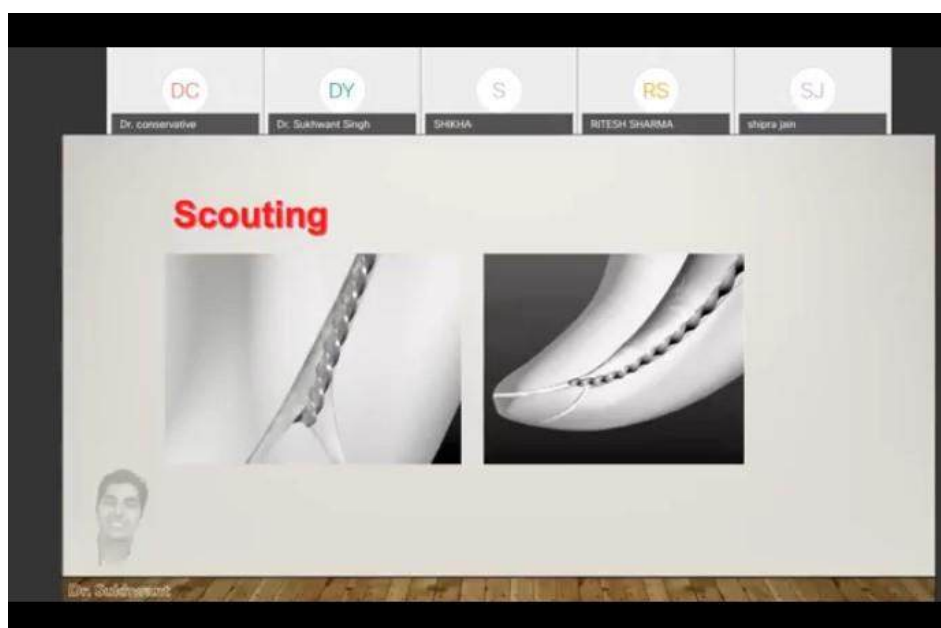 DC
DY
S
RS
SJ
Dr. conservative
Dr. Sukhwant Singh
SHIKHA
RITESH SHARMA
shipra jain
Scouting
Dr. Sukhwant